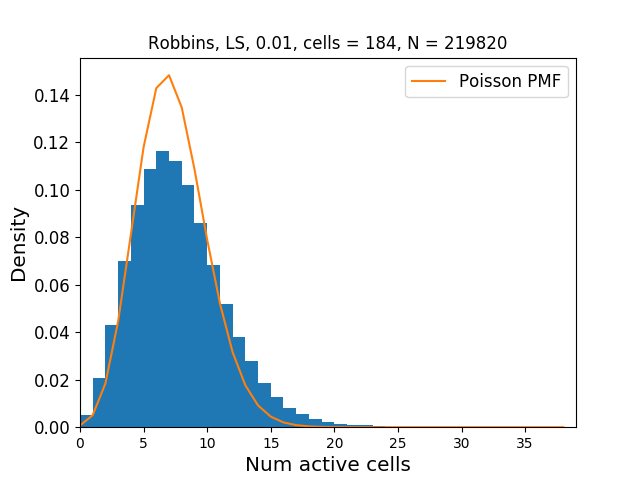 Robbins, LS, 0.01, cells = 184, N = 219820
Poisson PMF
0.14
0.12
0.10
0.08
0.06
0.04
0.02
0.00
Density
0 5 10 15 20 25 30 35
Num active cells